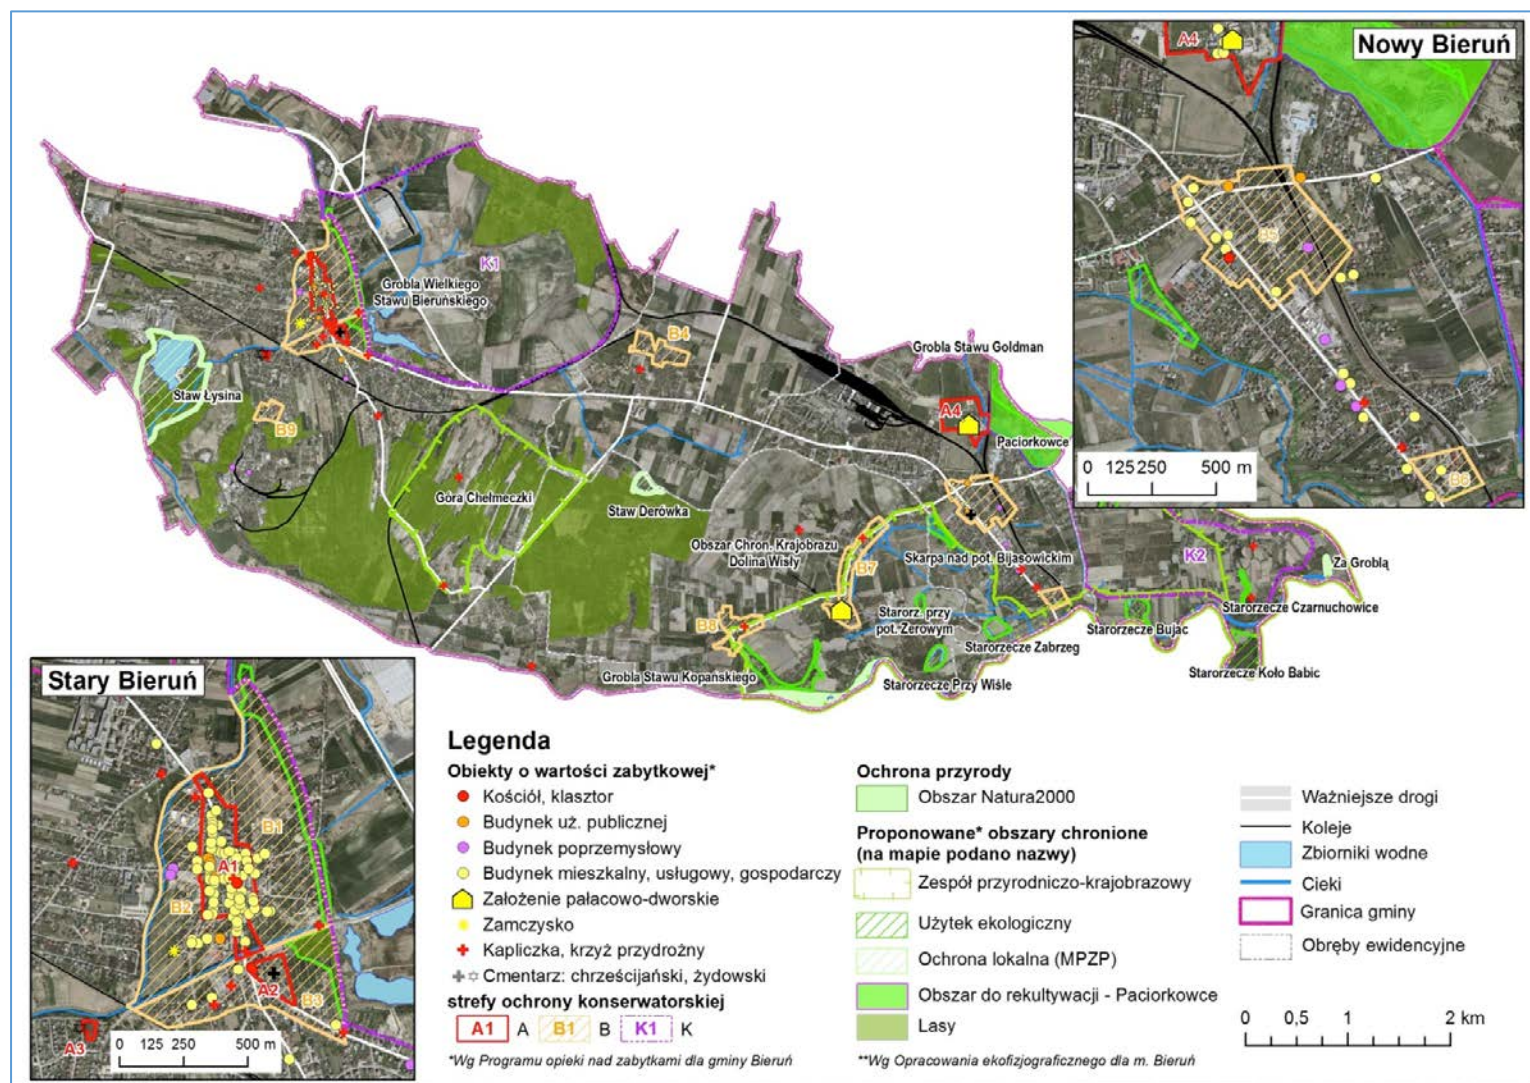 Nowy Bieruń
A4
B5
B6
0 125 250 500 m
K1
Grobla Wielkiego
Stawu Bieruńskiego
B4
Grobla Stawu Goldman
Staw Łysina
A4
B9
Paciorkowce
Góra Chełmeczki
Staw Derówka
Obszar Chron. Krajobrazu
Dolina Wisły
Skarpa nad pot. Bijasowickim
K2
Za Groblą
B7
Starorzecze Czarnuchowice
Starorz. przy
pot. Żerowym
B8
Starorzecze Bujac
Starorzecze Zabrzeg
Grobla Stawu Kopańskiego
Starorzecze Przy Wiśle
Starorzecze Koło Babic
Stary Bieruń
B1
A1
B2
A2
B3
A3
0 125 250 500 m
Legenda
Obiekty o wartości zabytkowej*
Kościół, klasztor
Budynek uż. publicznej
Budynek poprzemysłowy
Budynek mieszkalny, usługowy, gospodarczy
Założenie pałacowo-dworskie
Zamczysko
Kapliczka, krzyż przydrożny
Cmentarz: chrześcijański, żydowski
strefy ochrony konserwatorskiej
A1 A B1 B K1 K
*Wg Programu opieki nad zabytkami dla gminy Bieruń
Ochrona przyrody
Obszar Natura2000
Proponowane* obszary chronione
(na mapie podano nazwy)
Zespół przyrodniczo-krajobrazowy
Użytek ekologiczny
Ochrona lokalna (MPZP)
Obszar do rekultywacji - Paciorkowce
Lasy
**Wg Opracowania ekofizjograficznego dla m. Bieruń
Ważniejsze drogi
Koleje
Zbiorniki wodne
Cieki
Granica gminy
Obręby ewidencyjne
0 0,5 1 2 km